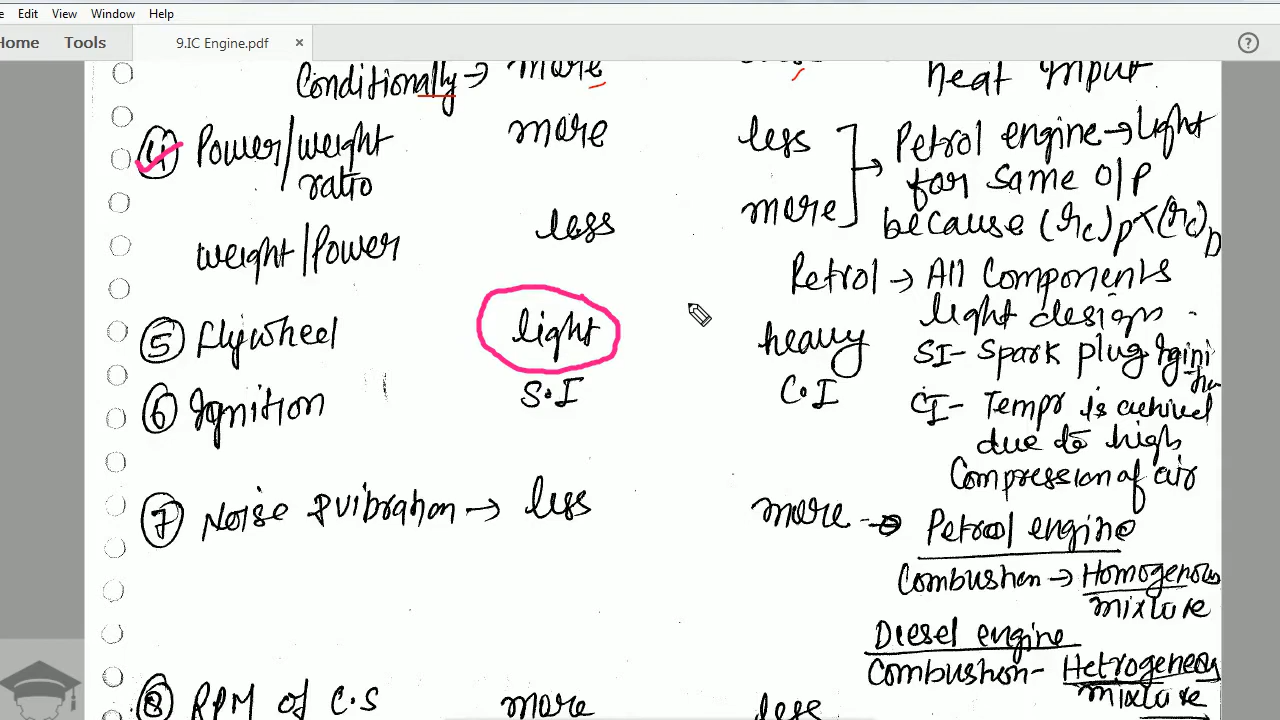 Edit View Window Help
Home Tools 9.IC Engine.pdf × ?
Conditionally → more
heat input
④ Power/weight ratio more less
Petrol engine → light
for same O/P
because (rc)p < (rc)D
weight/Power less more
Petrol → All Components
light design
⑤ Flywheel light heavy
SI - Spark plug
⑥ Ignition S.I C.I
CI - Tempr is achived
due to high
Compression of air
⑦ Noise & vibration → less more → Petrol engine
Combustion → Homogenous
mixture
Diesel engine
Combustion - Hetrogeneous
mixture
⑧ RPM of C.S more less